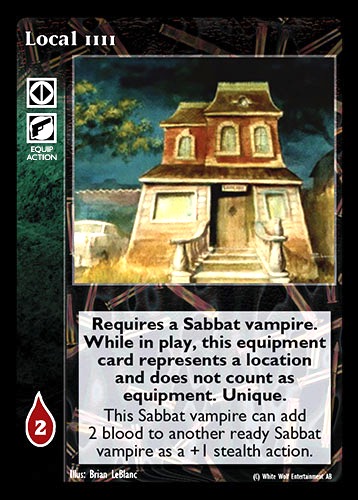 Local 1111
EQUIP
ACTION
Requires a Sabbat vampire.
While in play, this equipment
card represents a location
and does not count as
equipment. Unique.
This Sabbat vampire can add
2 blood to another ready Sabbat
vampire as a +1 stealth action.
2
Illus: Brian LeBlanc
(C) White Wolf Entertainment AB